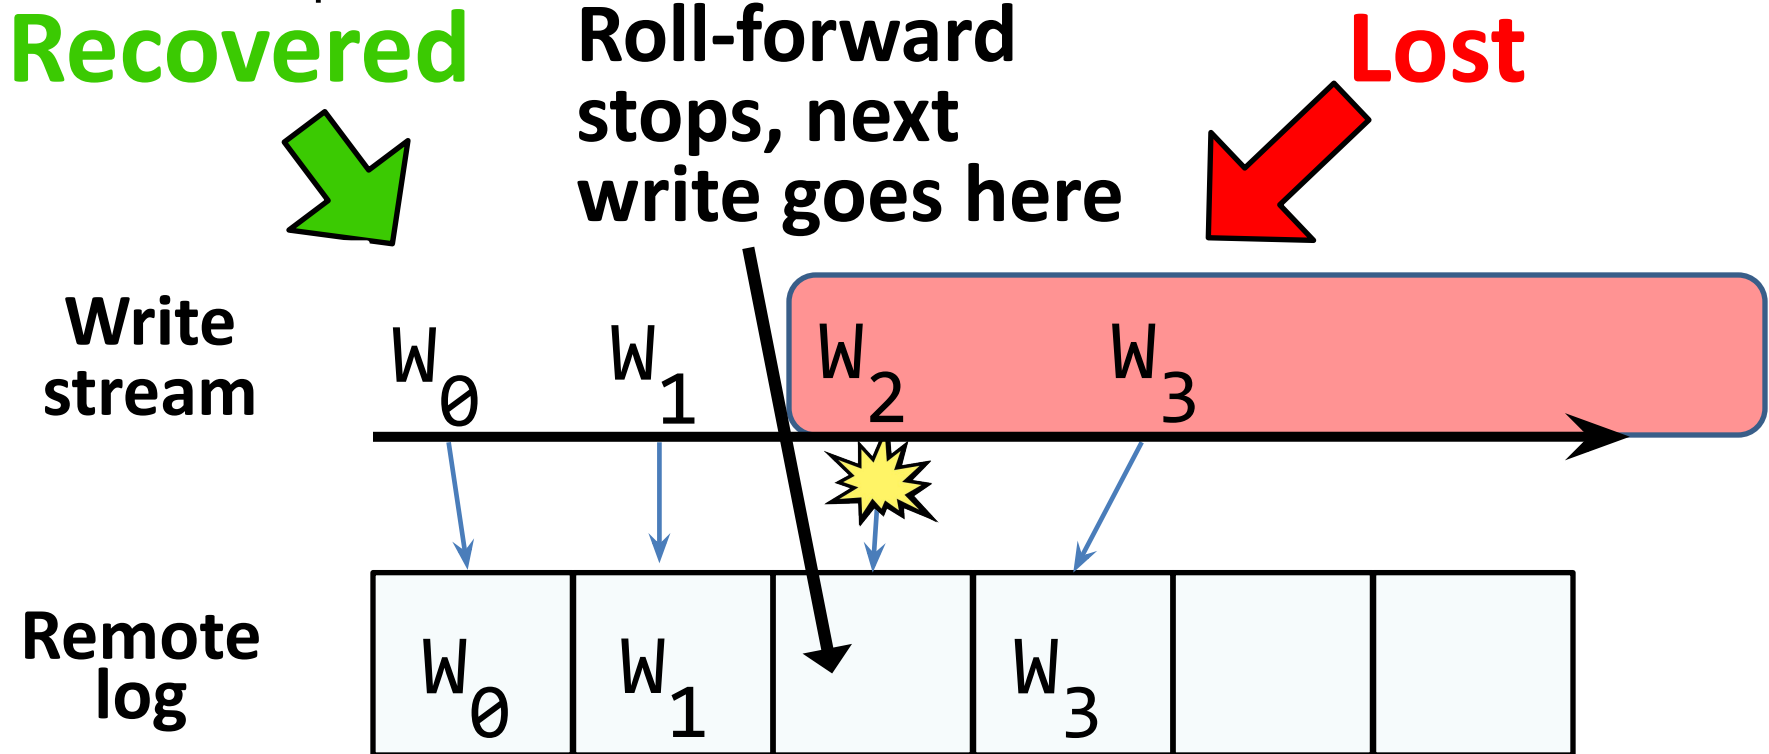 Recovered
Roll-forward
stops, next
write goes here
Lost
Write
stream
W0 W1 W2 W3
Remote
log
W0 W1 W3